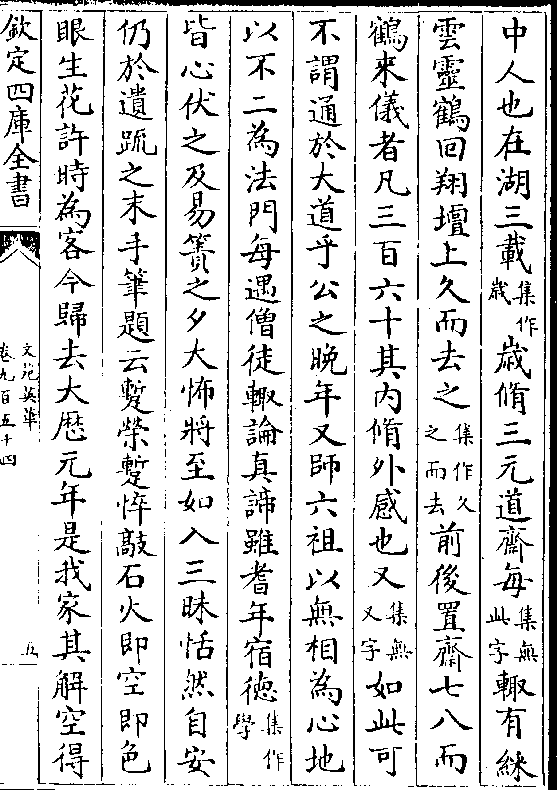 中人也在湖三載集作歲歲脩三元道齋每集無此字輙有綵
雲靈鶴回翔壇上久而去之集作久之而去前後置齋七八而
鶴來儀者凡三百六十其內脩外感也又集無又字如此可
不謂通於大道乎公之晚年又師六祖以無相為心地
以不二為法門每遇僧徒輙論真諦雖耆年宿德集作學
皆心伏之及易簀之夕大怖將至如入三昧恬然自安
仍於遺䟽之末手筆題云蹔榮蹔悴敲石火即空即色
眼生花許時為客今歸去大厯元年是我家其解空得
欽定四庫全書
文苑英華
卷九百五十四
五